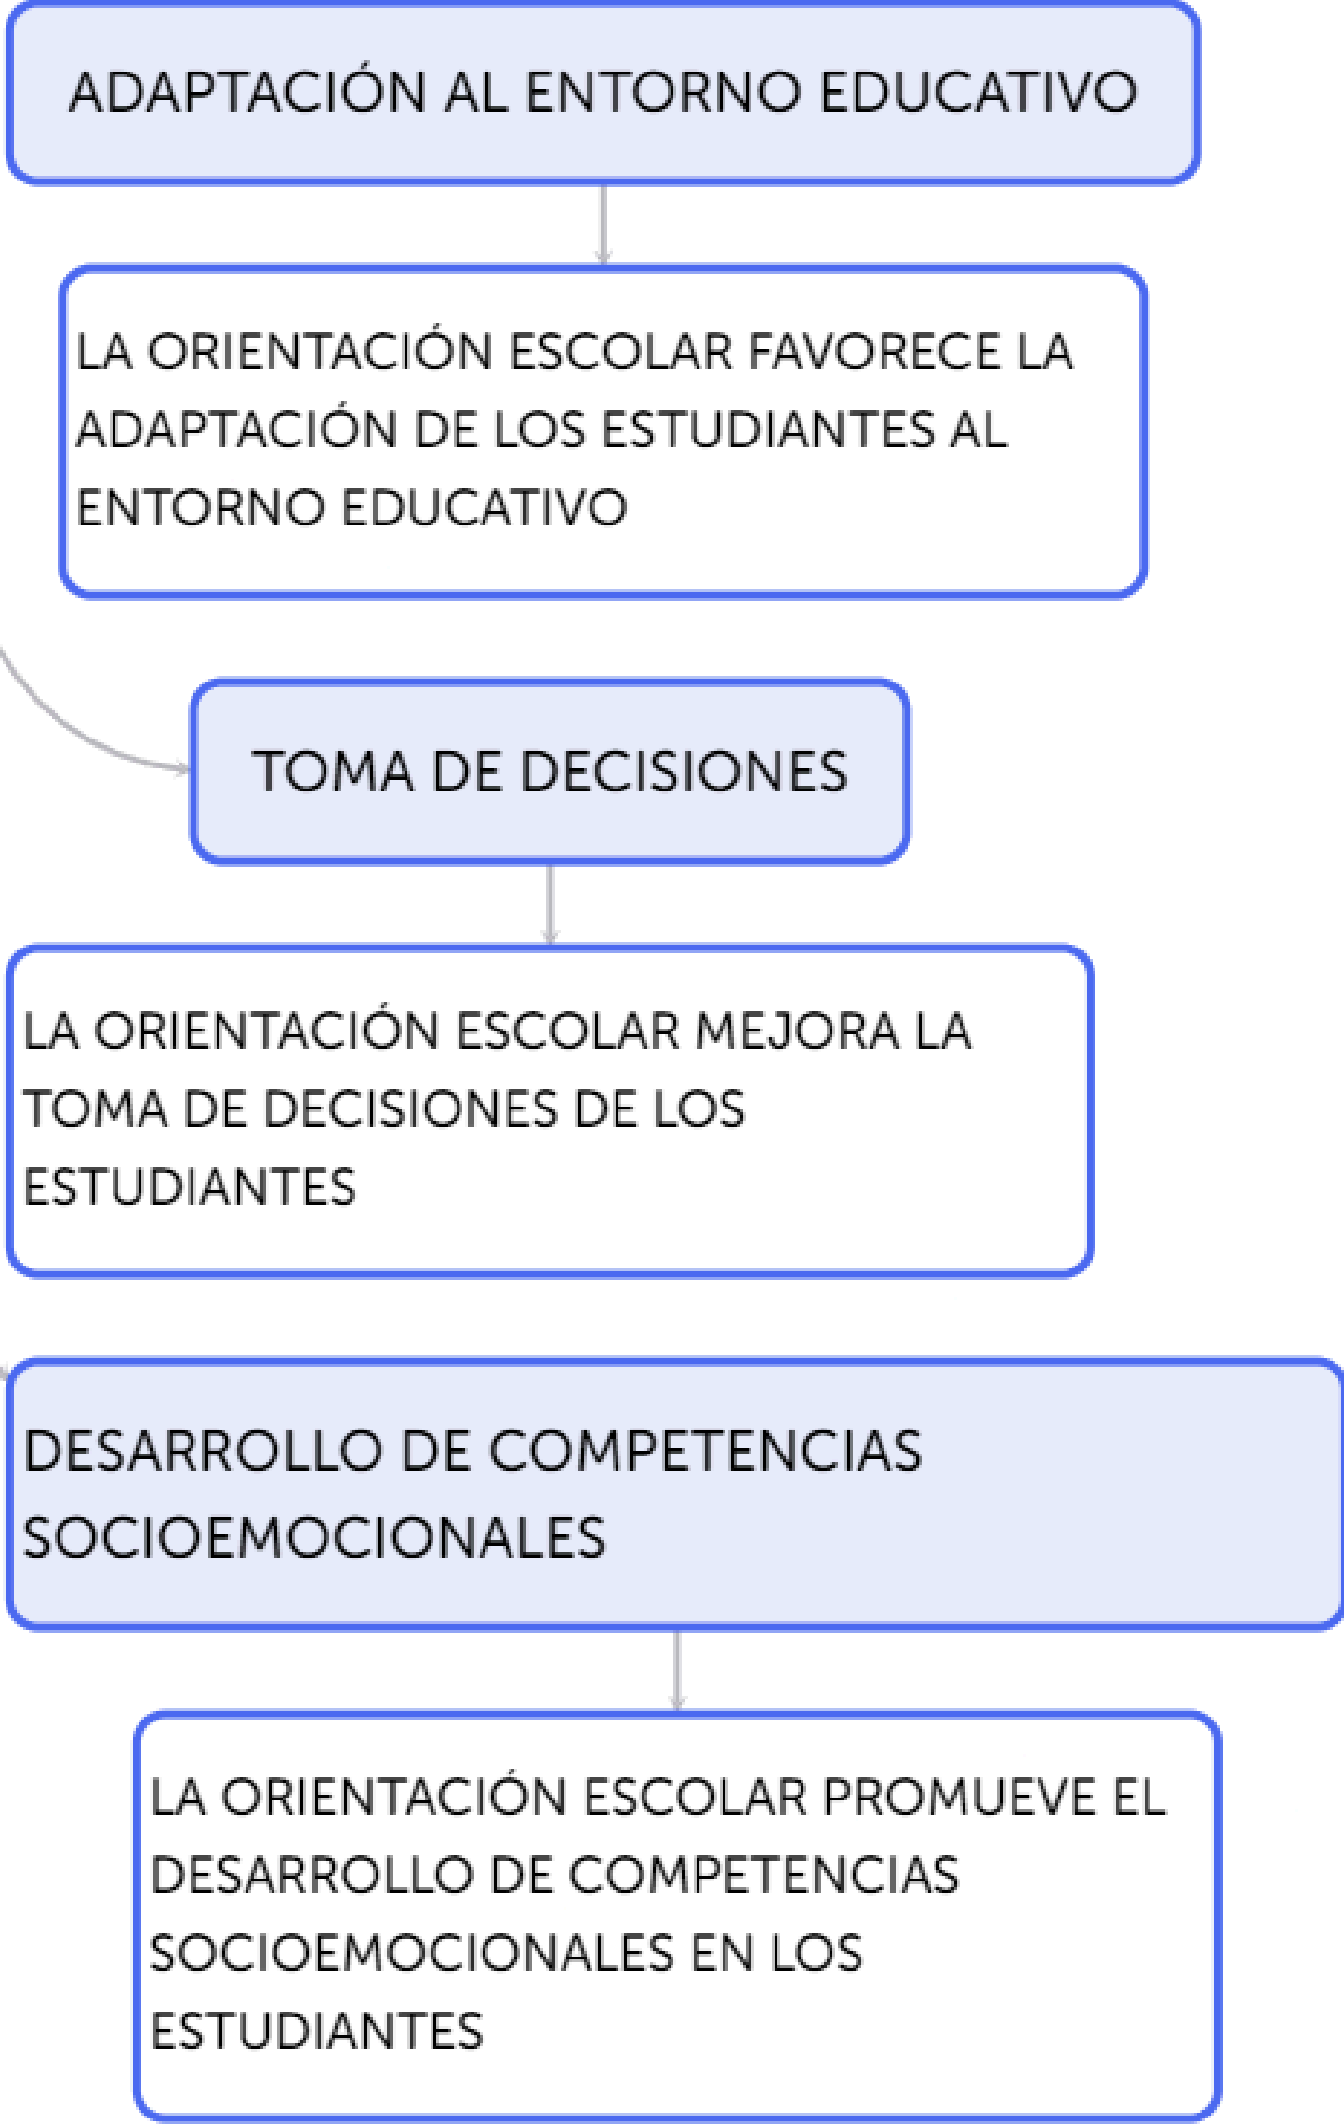 ADAPTACIÓN AL ENTORNO EDUCATIVO
LA ORIENTACIÓN ESCOLAR FAVORECE LA
ADAPTACIÓN DE LOS ESTUDIANTES AL
ENTORNO EDUCATIVO
TOMA DE DECISIONES
LA ORIENTACIÓN ESCOLAR MEJORA LA
TOMA DE DECISIONES DE LOS
ESTUDIANTES
DESARROLLO DE COMPETENCIAS
SOCIOEMOCIONALES
LA ORIENTACIÓN ESCOLAR PROMUEVE EL
DESARROLLO DE COMPETENCIAS
SOCIOEMOCIONALES EN LOS
ESTUDIANTES